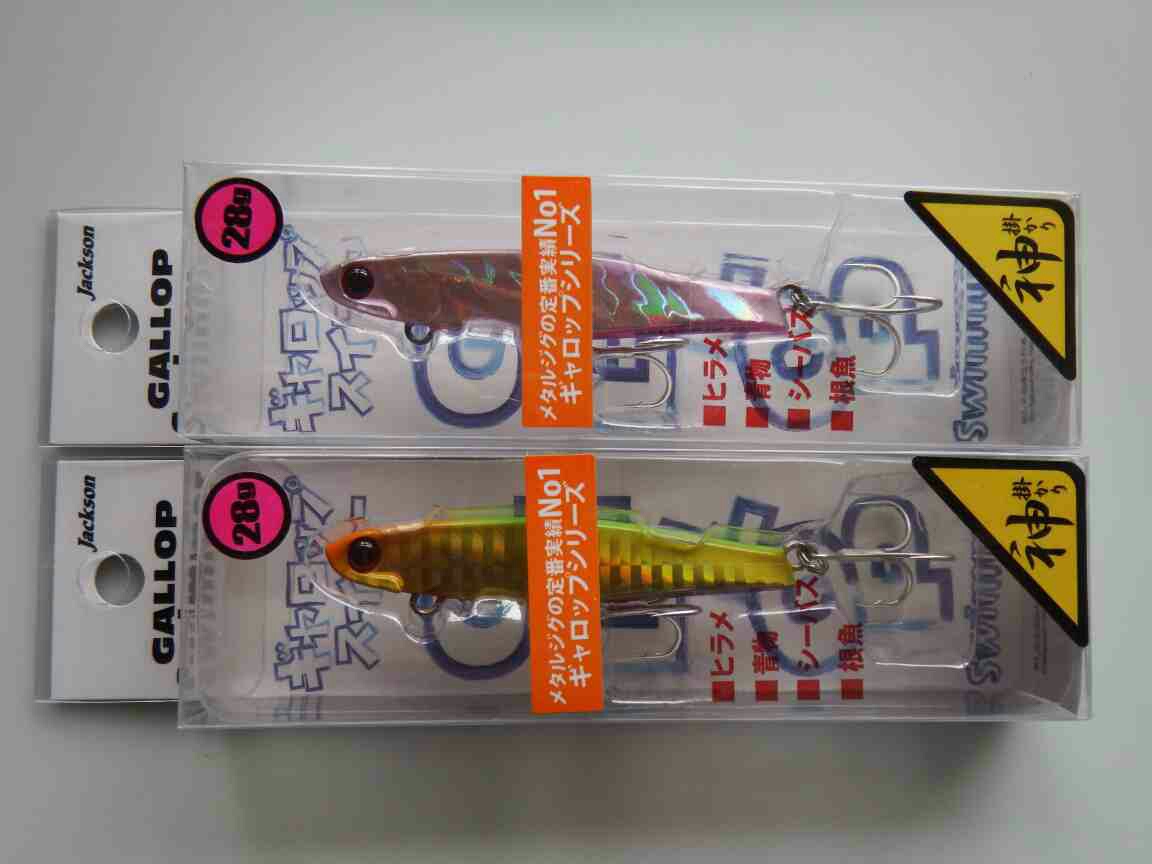 Jackson
GALLOP
28g
ギャロップ
スイマー
メタルジグの定番実績No1
ギャロップシリーズ
■ヒラメ
■青物
■シーバス
■根魚
掛かり
神
Swimm
Jackson
GALLOP
28g
ギャロップ
スイマー
メタルジグの定番実績No1
ギャロップシリーズ
■ヒラメ
■青物
■シーバス
■根魚
掛かり
神
Swimm